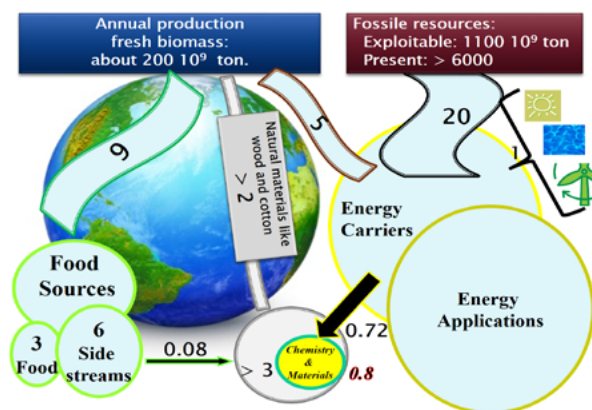 Annual production
fresh biomass:
about 200 10⁹ ton.
Fossile resources:
Exploitable: 1100 10⁹ ton
Present: > 6000
9
Natural materials like
wood and cotton
> 2
5
20
1
Energy
Carriers
Energy
Applications
Food
Sources
3
Food
6
Side
streams
0.08
> 3
Chemistry
&
Materials
0.72
0.8